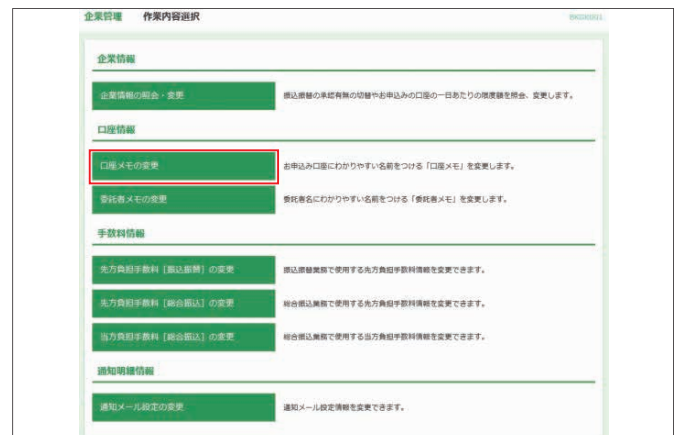 企業管理 作業内容選択 BKGI0001
企業情報
企業情報の照会・変更 振込振替の承認有無の切替やお申込みの口座の一日あたりの限度額を照会、変更します。
口座情報
口座メモの変更 お申込み口座にわかりやすい名前をつける「口座メモ」を変更します。
委託者メモの変更 委託者名にわかりやすい名前をつける「委託者メモ」を変更します。
手数料情報
先方負担手数料［振込振替］の変更 振込振替業務で使用する先方負担手数料情報を変更できます。
先方負担手数料［総合振込］の変更 総合振込業務で使用する先方負担手数料情報を変更できます。
当方負担手数料［総合振込］の変更 総合振込業務で使用する当方負担手数料情報を変更できます。
通知明細情報
通知メール設定の変更 通知メール設定情報を変更できます。